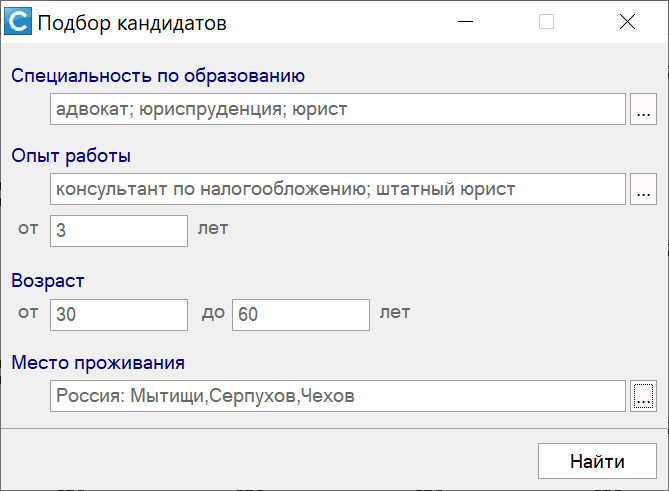 Подбор кандидатов
Специальность по образованию
адвокат; юриспруденция; юрист
...
Опыт работы
консультант по налогообложению; штатный юрист
...
от 3 лет
Возраст
от 30 до 60 лет
Место проживания
Россия: Мытищи,Серпухов,Чехов
...
Найти